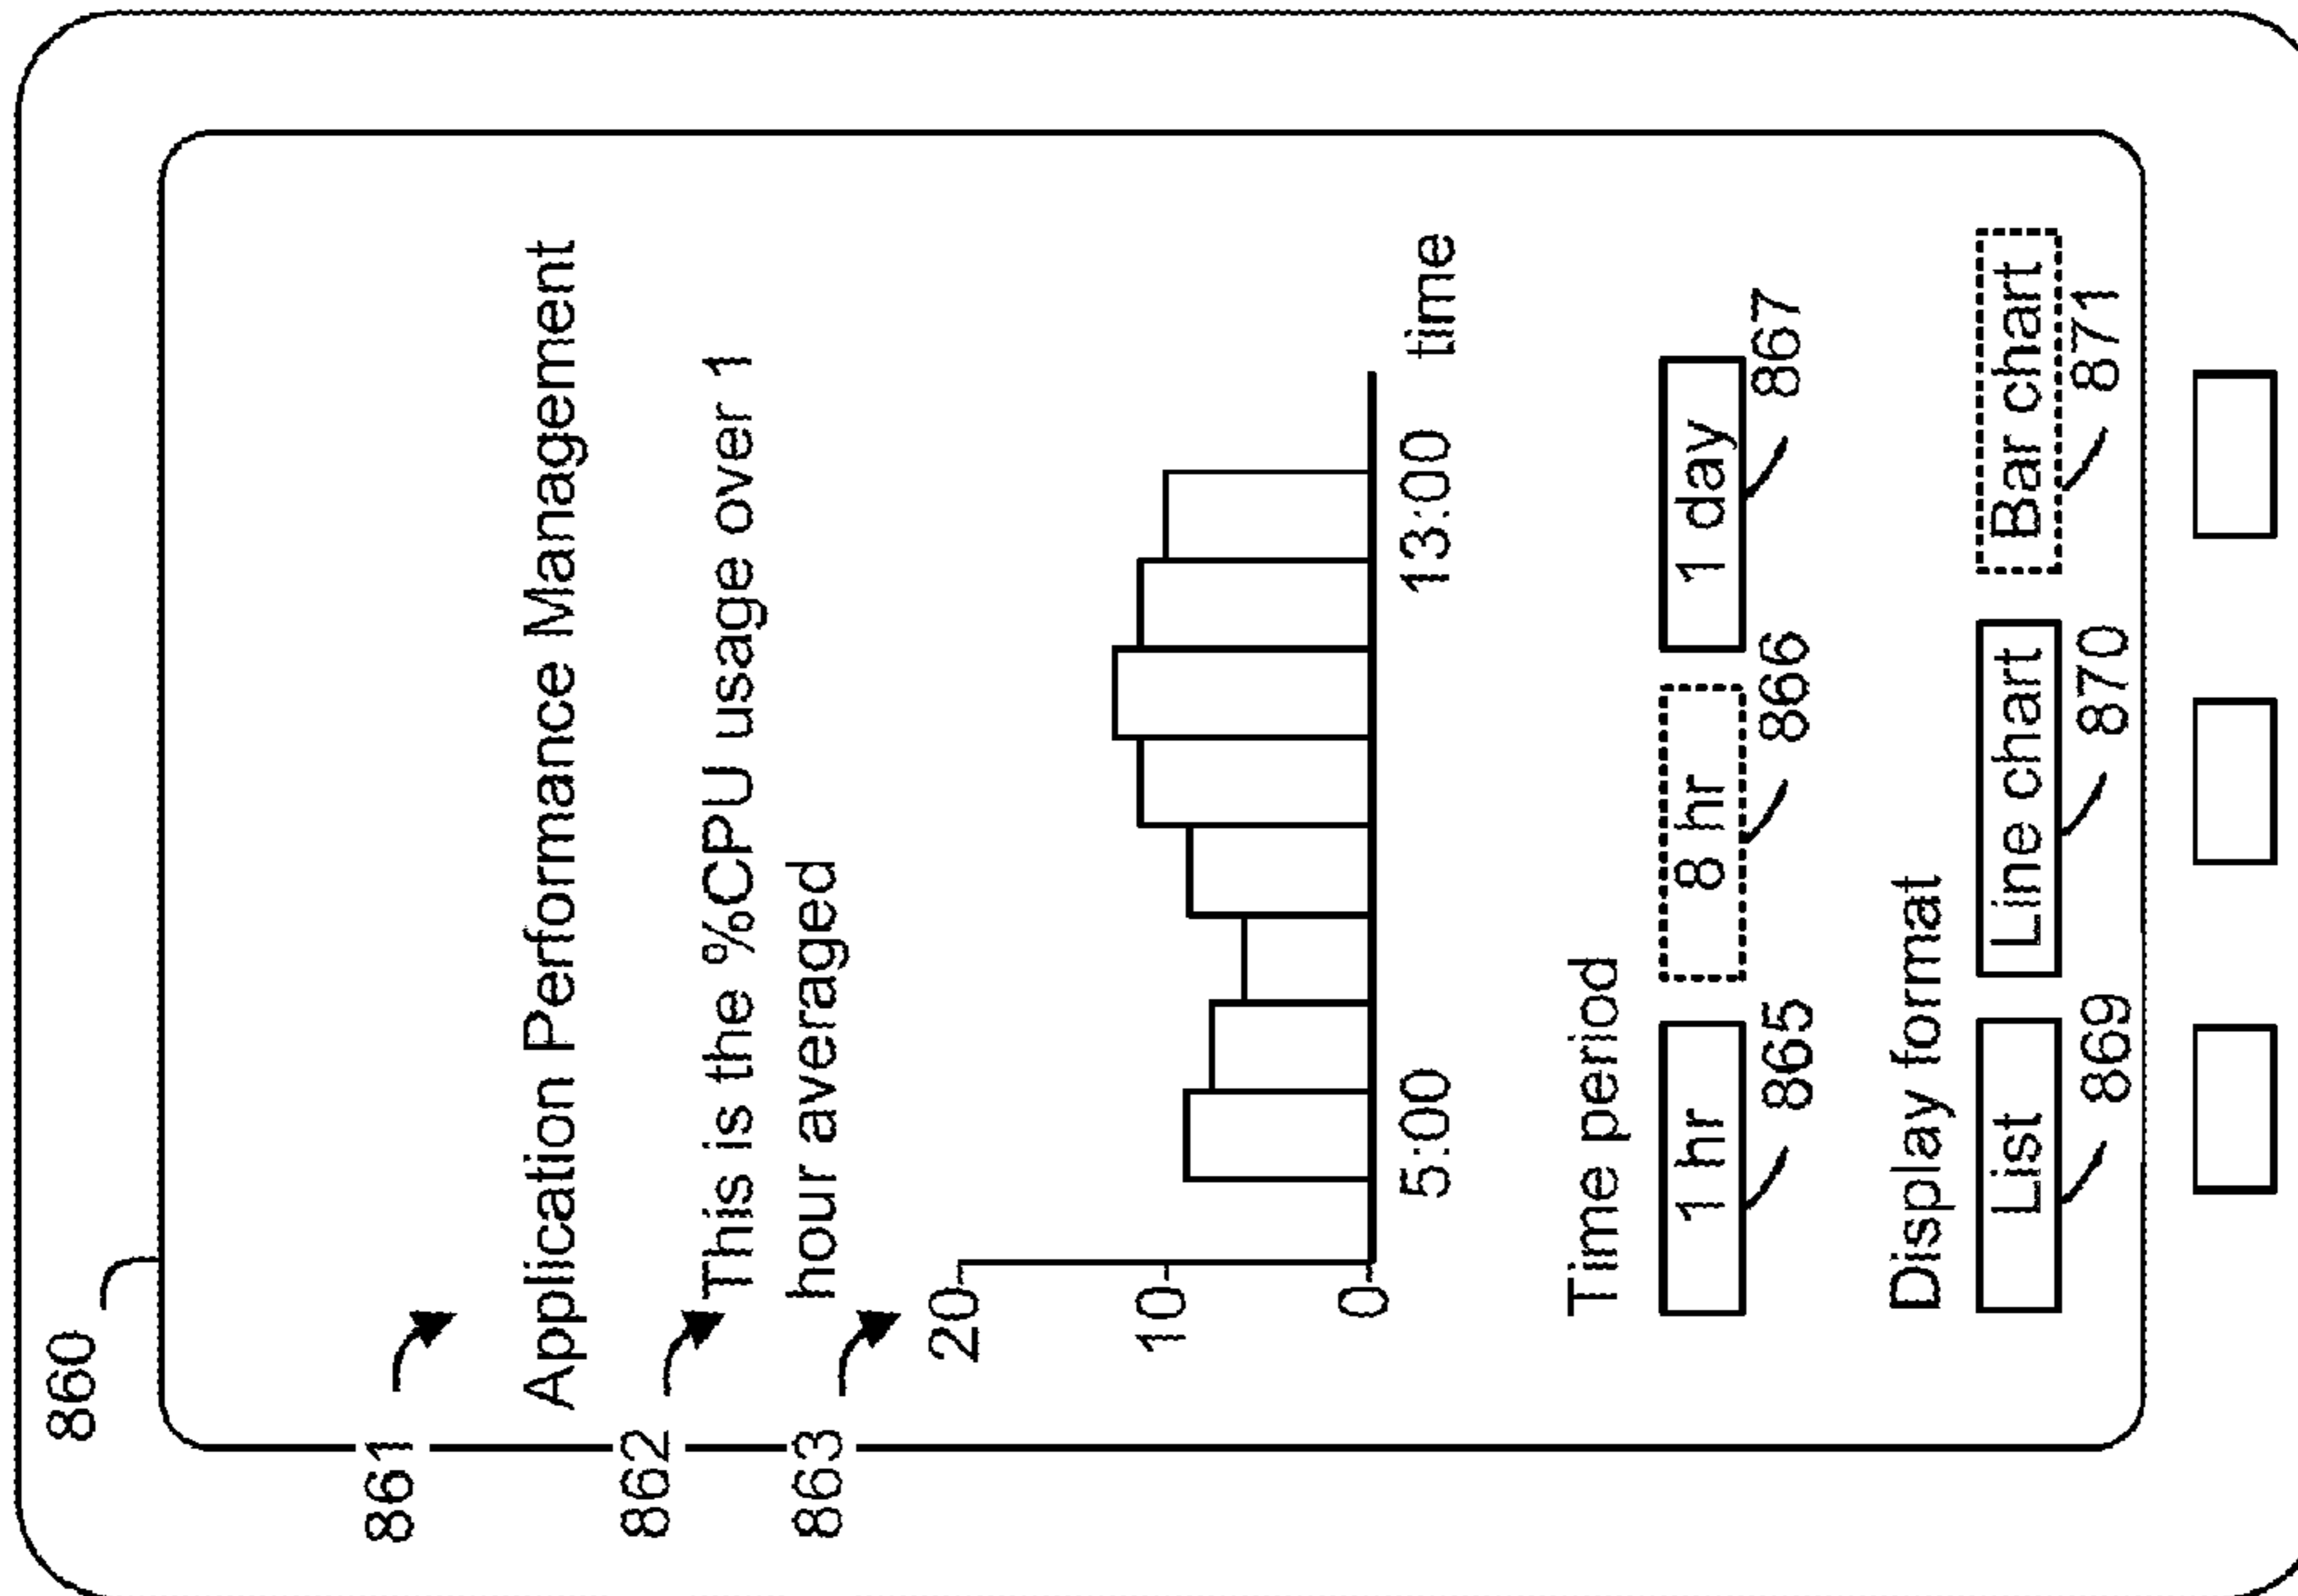 860
861
Application Performance Management
862
This is the %CPU usage over 1
hour averaged
863
20
10
0
5:00 13:00 time
Time period
1 hr 8 hr 1 day
865 866 867
Display format
List Line chart Bar chart
869 870 871